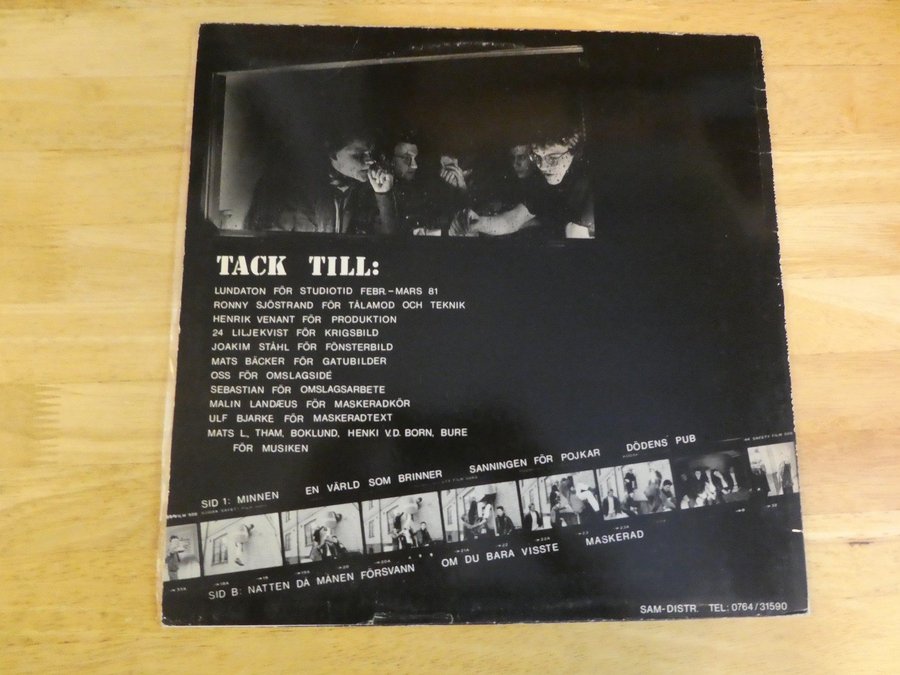 TACK TILL:
LUNDATON FÖR STUDIOTID FEBR.–MARS 81
RONNY SJÖSTRAND FÖR TÅLAMOD OCH TEKNIK
HENRIK VENANT FÖR PRODUKTION
24 LILJEKVIST FÖR KRIGSBILD
JOAKIM STÅHL FÖR FÖNSTERBILD
MATS BÄCKER FÖR GATUBILDER
OSS FÖR OMSLAGSIDÉ
SEBASTIAN FÖR OMSLAGSARBETE
MALIN LANDÆUS FÖR MASKERADKÖR
ULF BJARKE FÖR MASKERADTEXT
MATS L., THAM, BOKLUND, HENKI V.D. BORN, BURE
FÖR MUSIKEN
SID 1: MINNEN EN VÄRLD SOM BRINNER SANNINGEN FÖR POJKAR DÖDENS PUB
SID B: NATTEN DÅ MÅNEN FÖRSVANN... OM DU BARA VISSTE MASKERAD
SAM-DISTR. TEL: 0764/31590